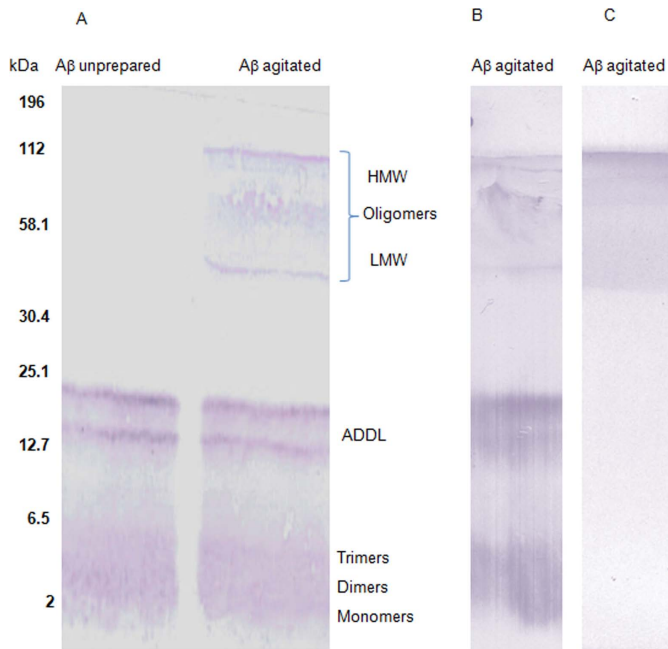 A
B
C
kDa
Aβ unprepared
Aβ agitated
Aβ agitated
Aβ agitated
196
112
HMW
58.1
Oligomers
LMW
30.4
25.1
12.7
ADDL
6.5
Trimers
Dimers
2
Monomers